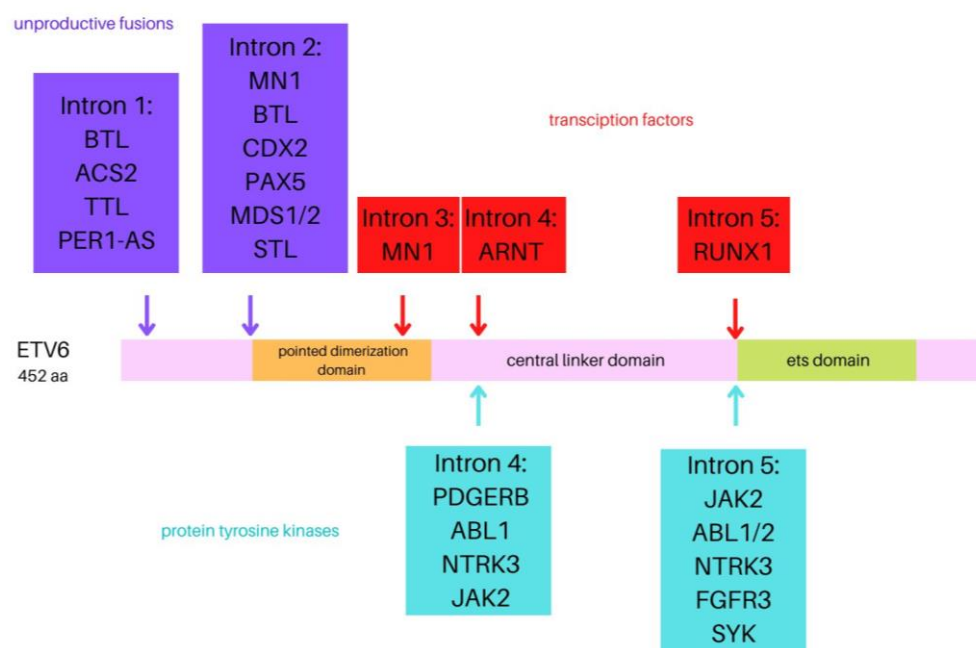 unproductive fusions
Intron 1:
BTL
ACS2
TTL
PER1-AS
Intron 2:
MN1
BTL
CDX2
PAX5
MDS1/2
STL
transciption factors
Intron 3:
MN1
Intron 4:
ARNT
Intron 5:
RUNX1
ETV6
452 aa
pointed dimerization
domain
central linker domain
ets domain
protein tyrosine kinases
Intron 4:
PDGERB
ABL1
NTRK3
JAK2
Intron 5:
JAK2
ABL1/2
NTRK3
FGFR3
SYK